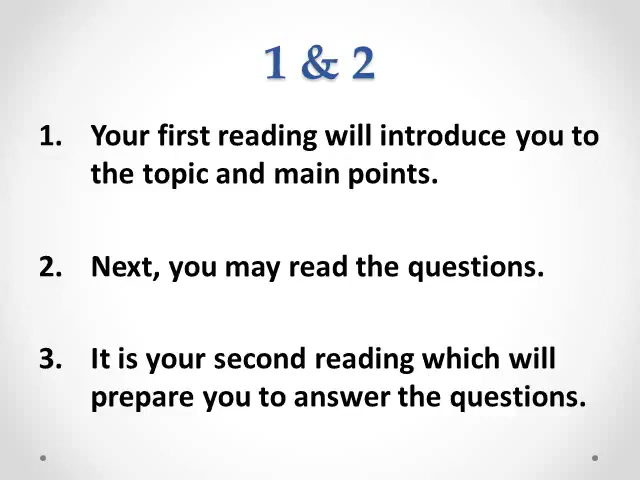 1 & 2
1. Your first reading will introduce you to
the topic and main points.
2. Next, you may read the questions.
3. It is your second reading which will
prepare you to answer the questions.